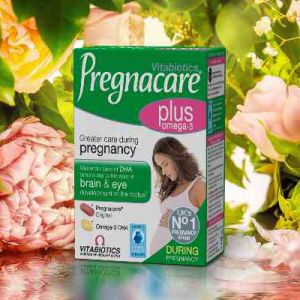 Vitabiotics
Pregnacare®
plus
omega-3
Greater care during
pregnancy
brain & eye
Pregnacare®
Original
Omega-3 DHA
VITABIOTICS
UK'S
NO1
DURING
PREGNANCY